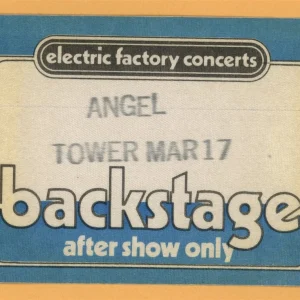 electric factory concerts
ANGEL
TOWER MAR 17
backstage
after show only